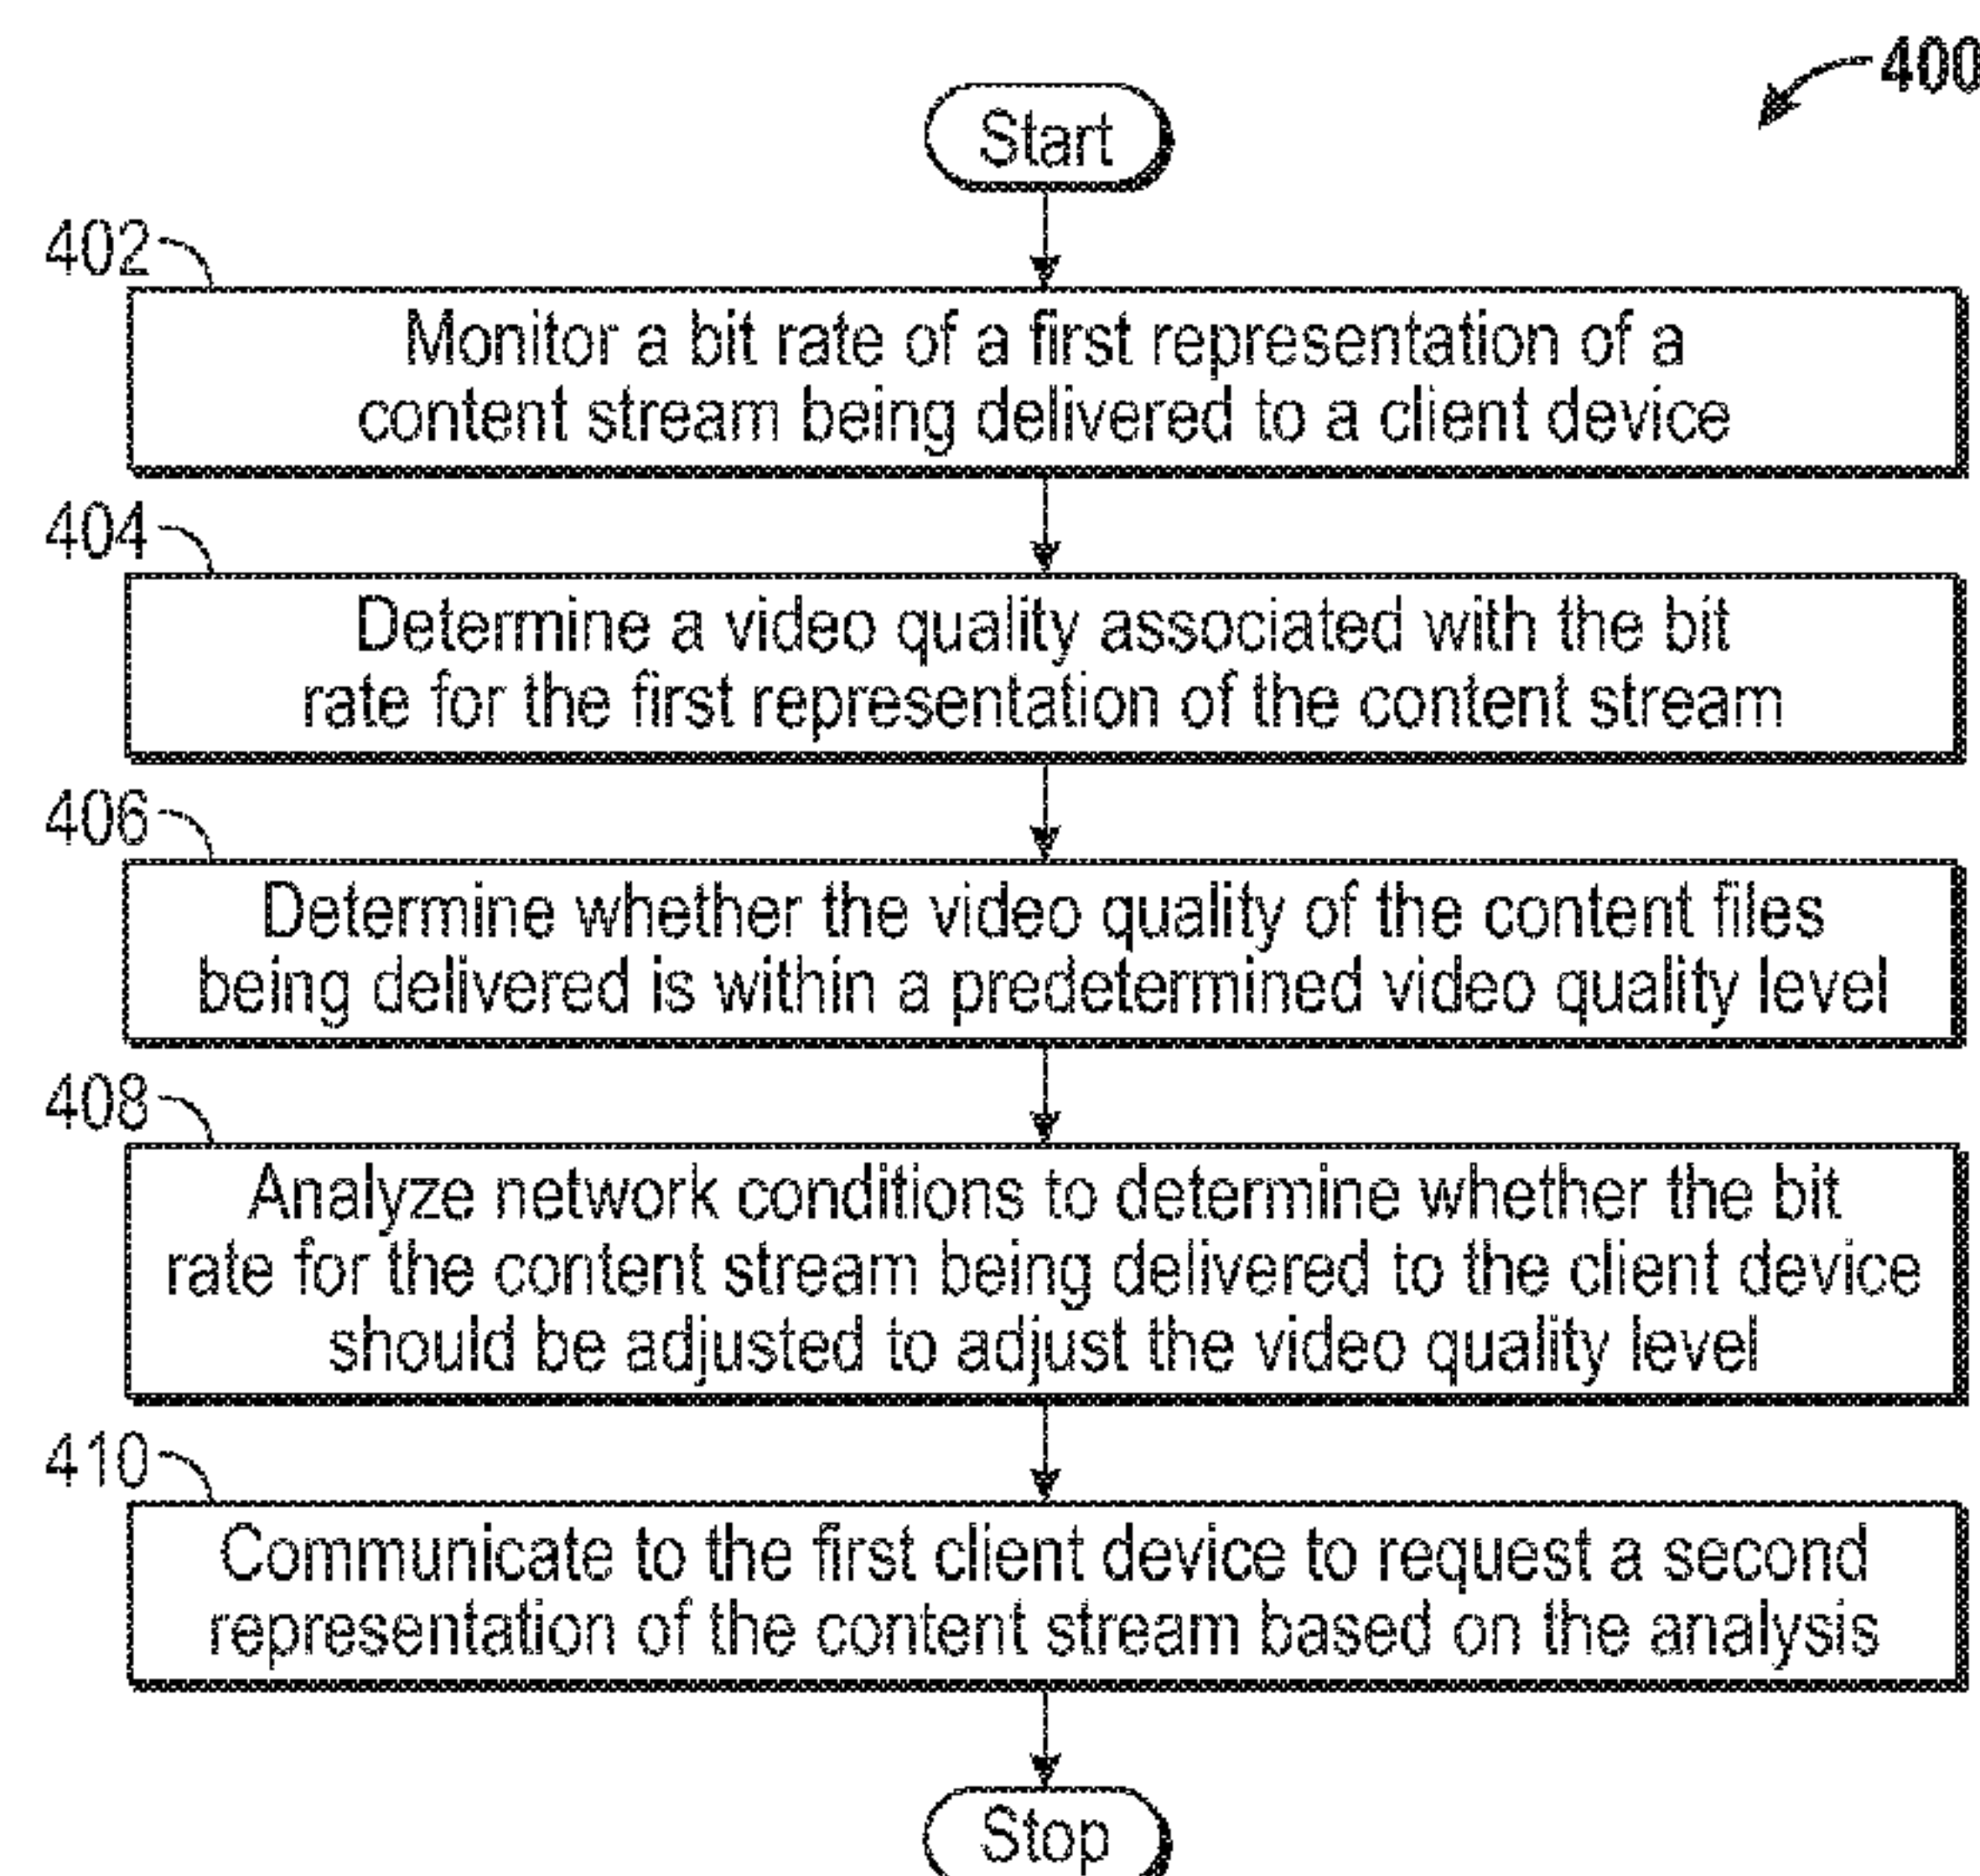 400
Start
402
Monitor a bit rate of a first representation of a
content stream being delivered to a client device
404
Determine a video quality associated with the bit
rate for the first representation of the content stream
406
Determine whether the video quality of the content files
being delivered is within a predetermined video quality level
408
Analyze network conditions to determine whether the bit
rate for the content stream being delivered to the client device
should be adjusted to adjust the video quality level
410
Communicate to the first client device to request a second
representation of the content stream based on the analysis
Stop